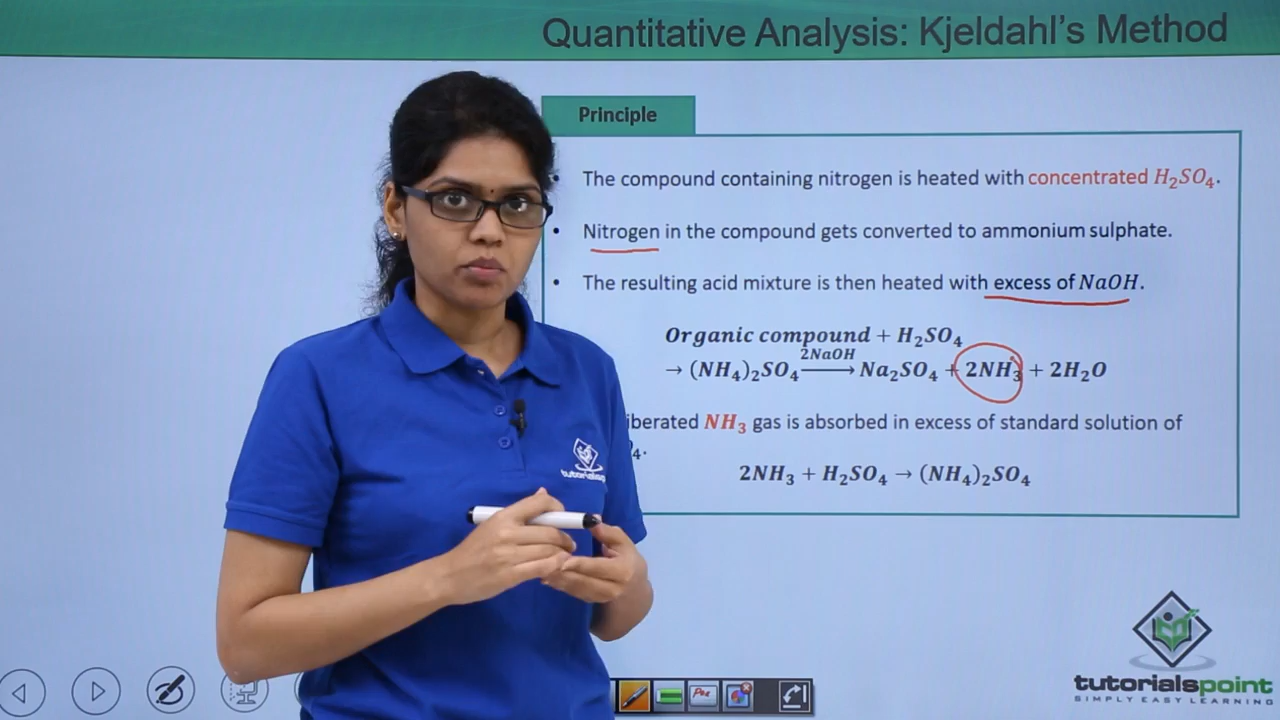 Quantitative Analysis: Kjeldahl's Method
Principle
• The compound containing nitrogen is heated with concentrated H₂SO₄.
• Nitrogen in the compound gets converted to ammonium sulphate.
• The resulting acid mixture is then heated with excess of NaOH.
Organic compound + H₂SO₄
2NaOH
→ (NH₄)₂SO₄ ⟶ Na₂SO₄ + 2NH₃ + 2H₂O
iberated NH₃ gas is absorbed in excess of standard solution of
₄.
2NH₃ + H₂SO₄ → (NH₄)₂SO₄
tutorialspoint
SIMPLY EASY LEARNING